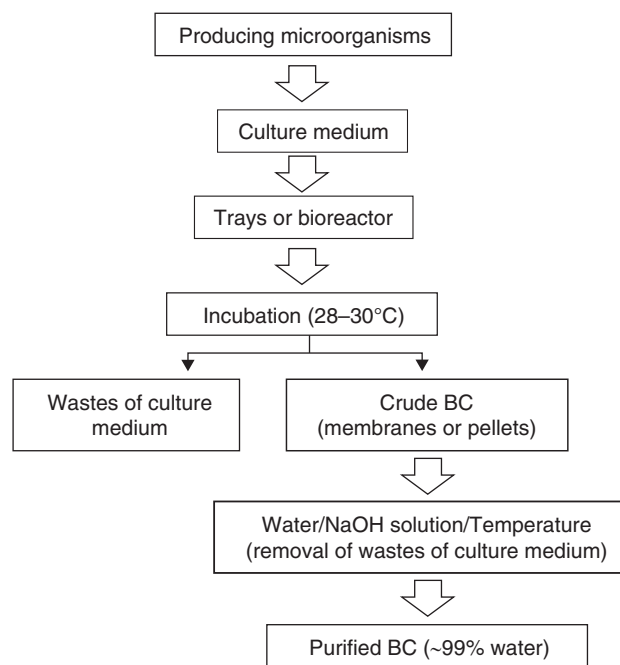 Producing microorganisms
Culture medium
Trays or bioreactor
Incubation (28–30°C)
Wastes of culture
medium
Crude BC
(membranes or pellets)
Water/NaOH solution/Temperature
(removal of wastes of culture medium)
Purified BC (~99% water)